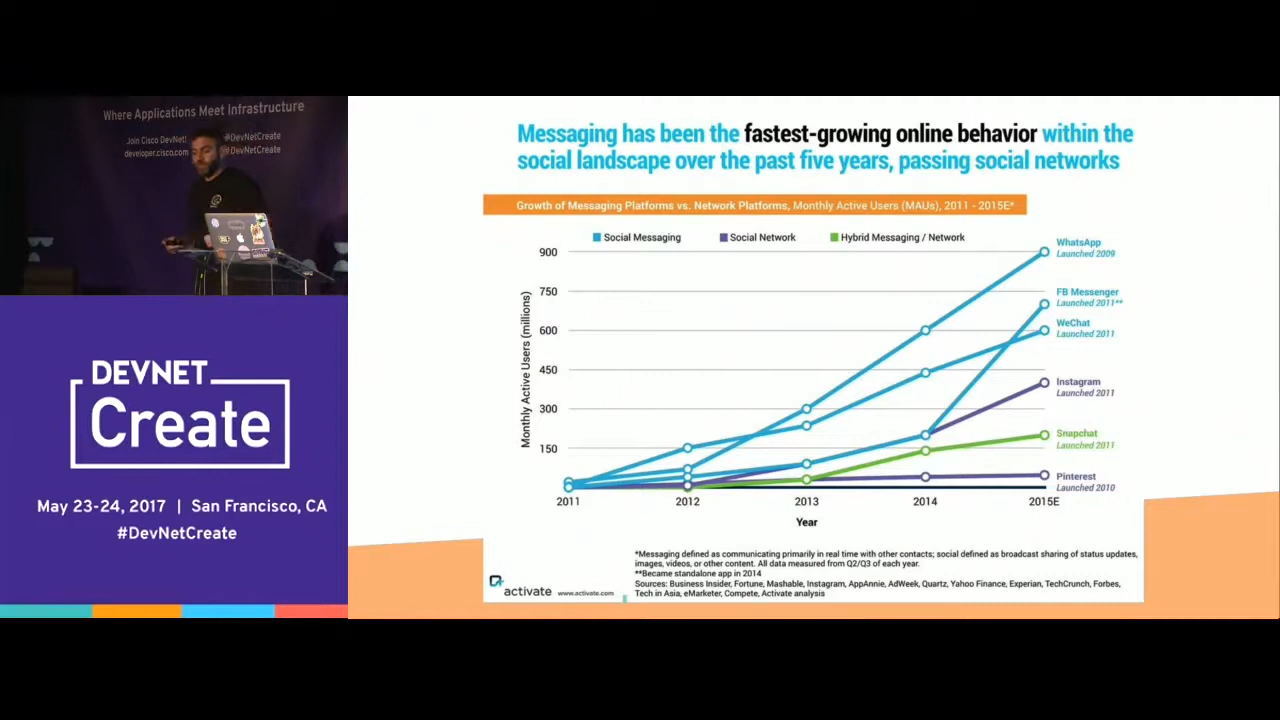 Where Applications Meet Infrastructure
Join Cisco DevNet!
#DevNetCreate
developer.cisco.com
@DevNetCreate
DEVNET
Create
May 23-24, 2017 | San Francisco, CA
#DevNetCreate
Messaging has been the fastest-growing online behavior within the
social landscape over the past five years, passing social networks
Growth of Messaging Platforms vs. Network Platforms, Monthly Active Users (MAUs), 2011 - 2015E*
Social Messaging
Social Network
Hybrid Messaging / Network
Monthly Active Users (millions)
900
750
600
450
300
150
WhatsApp
Launched 2009
FB Messenger
Launched 2011**
WeChat
Launched 2011
Instagram
Launched 2011
Snapchat
Launched 2011
Pinterest
Launched 2010
2011 2012 2013 2014 2015E
Year
*Messaging defined as communicating primarily in real time with other contacts; social defined as broadcast sharing of status updates,
images, videos, or other content. All data measured from Q2/Q3 of each year.
**Became standalone app in 2014
Sources: Business Insider, Fortune, Mashable, Instagram, AppAnnie, AdWeek, Quartz, Yahoo Finance, Experian, TechCrunch, Forbes,
Tech in Asia, eMarketer, Compete, Activate analysis
activate www.activate.com